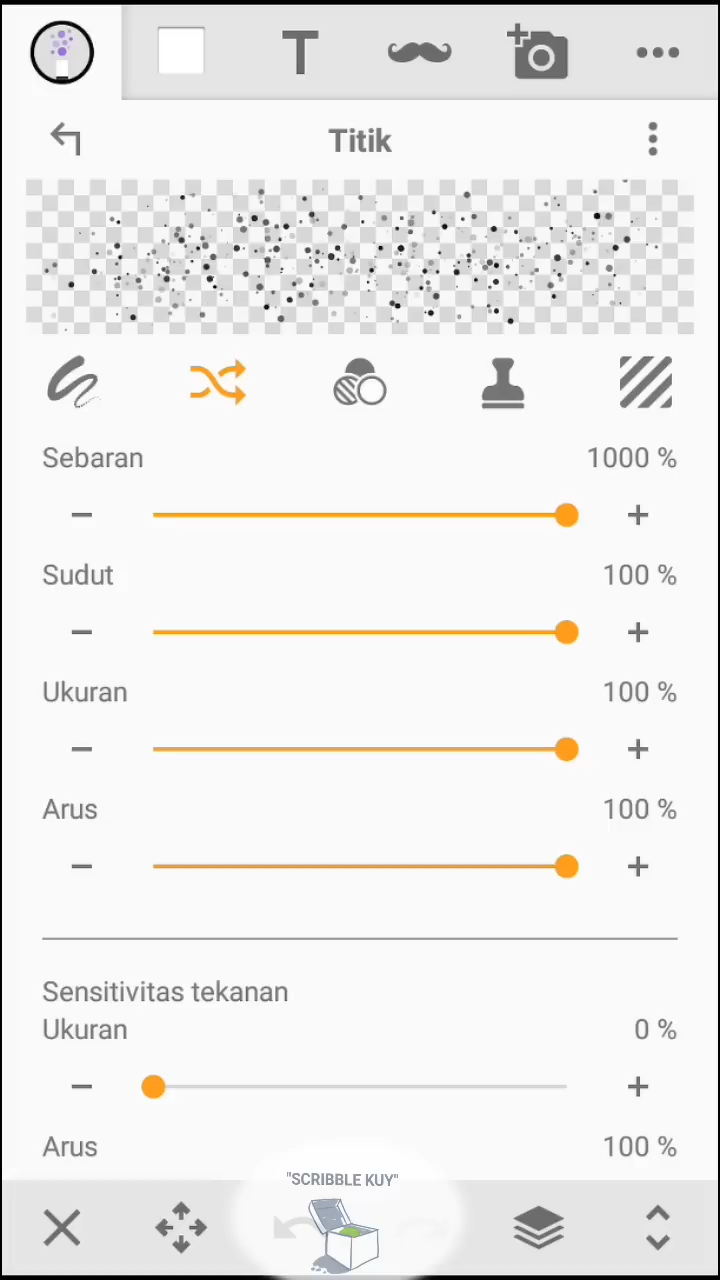 T
Titik
Sebaran 1000 %
Sudut 100 %
Ukuran 100 %
Arus 100 %
Sensitivitas tekanan
Ukuran 0 %
Arus 100 %
"SCRIBBLE KUY"